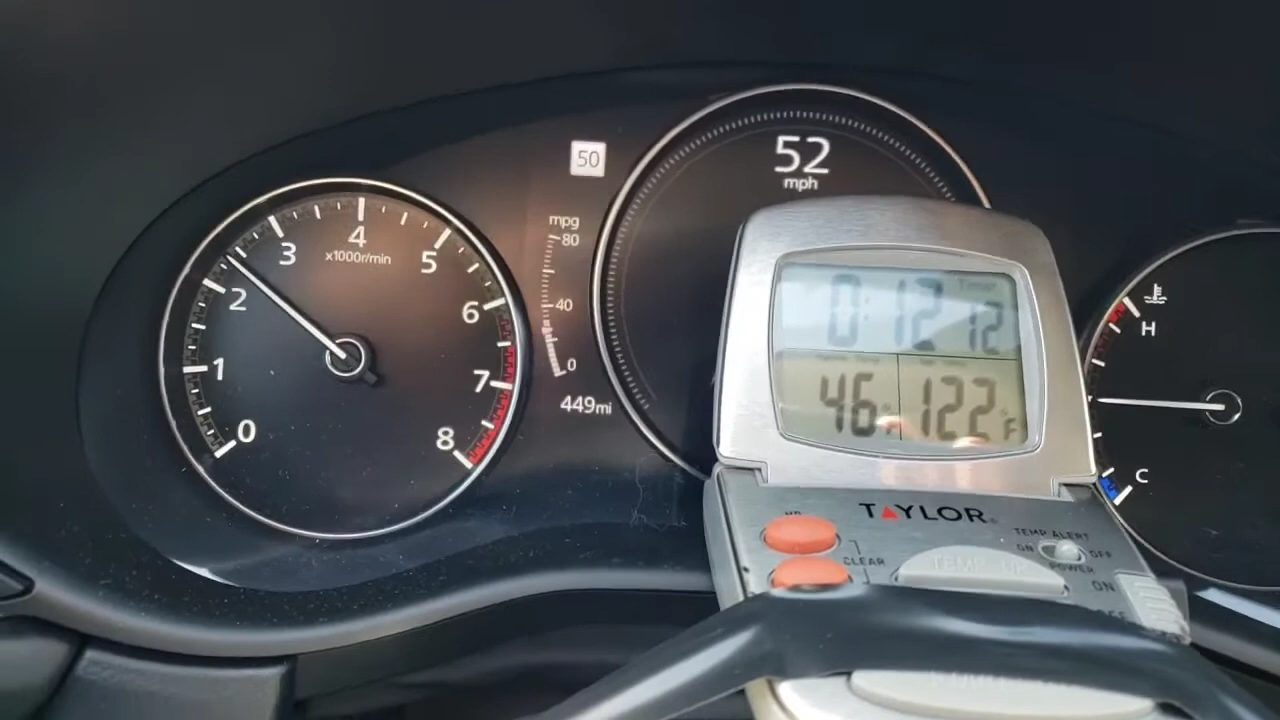 0
1
2
3
4
5
6
7
8
x1000r/min
50
mpg
80
40
0
449mi
52
mph
0:12 12
46°F 122°F
TAYLOR
CLEAR
TEMP ALERT
ON OFF
POWER
ON
H
C